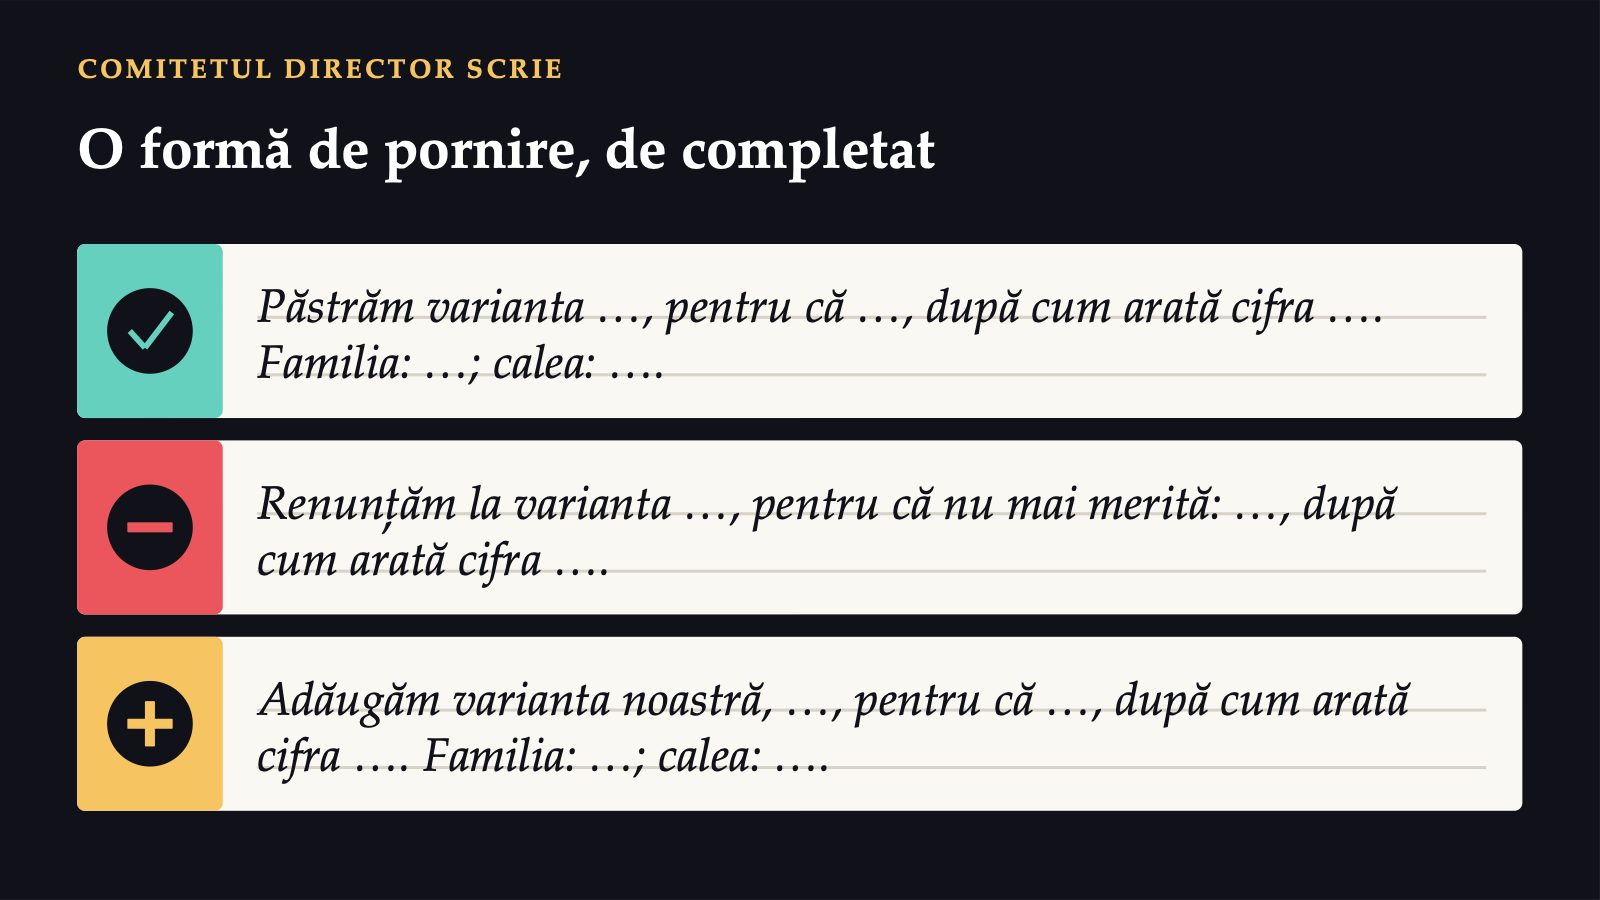 COMITETUL DIRECTOR SCRIE
O formă de pornire, de completat
Păstrăm varianta …, pentru că …, după cum arată cifra ….
Familia: …; calea: ….
Renunțăm la varianta …, pentru că nu mai merită: …, după
cum arată cifra ….
Adăugăm varianta noastră, …, pentru că …, după cum arată
cifra …. Familia: …; calea: ….